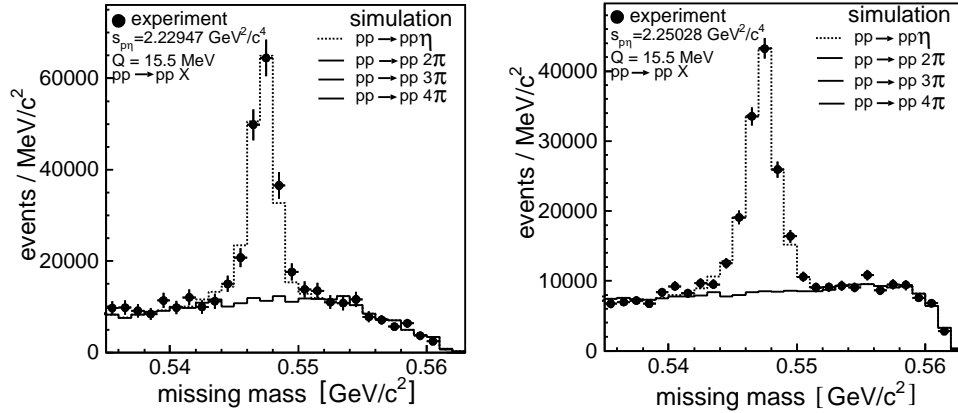 ● experiment
s_pη=2.22947 GeV²/c⁴
Q = 15.5 MeV
pp → pp X
simulation
pp → pp η
pp → pp 2π
pp → pp 3π
pp → pp 4π
events / MeV/c²
60000
40000
20000
0
0.54
0.55
0.56
missing mass [GeV/c²]
● experiment
s_pη=2.25028 GeV²/c⁴
Q = 15.5 MeV
pp → pp X
simulation
pp → pp η
pp → pp 2π
pp → pp 3π
pp → pp 4π
events / MeV/c²
40000
30000
20000
10000
0
0.54
0.55
0.56
missing mass [GeV/c²]